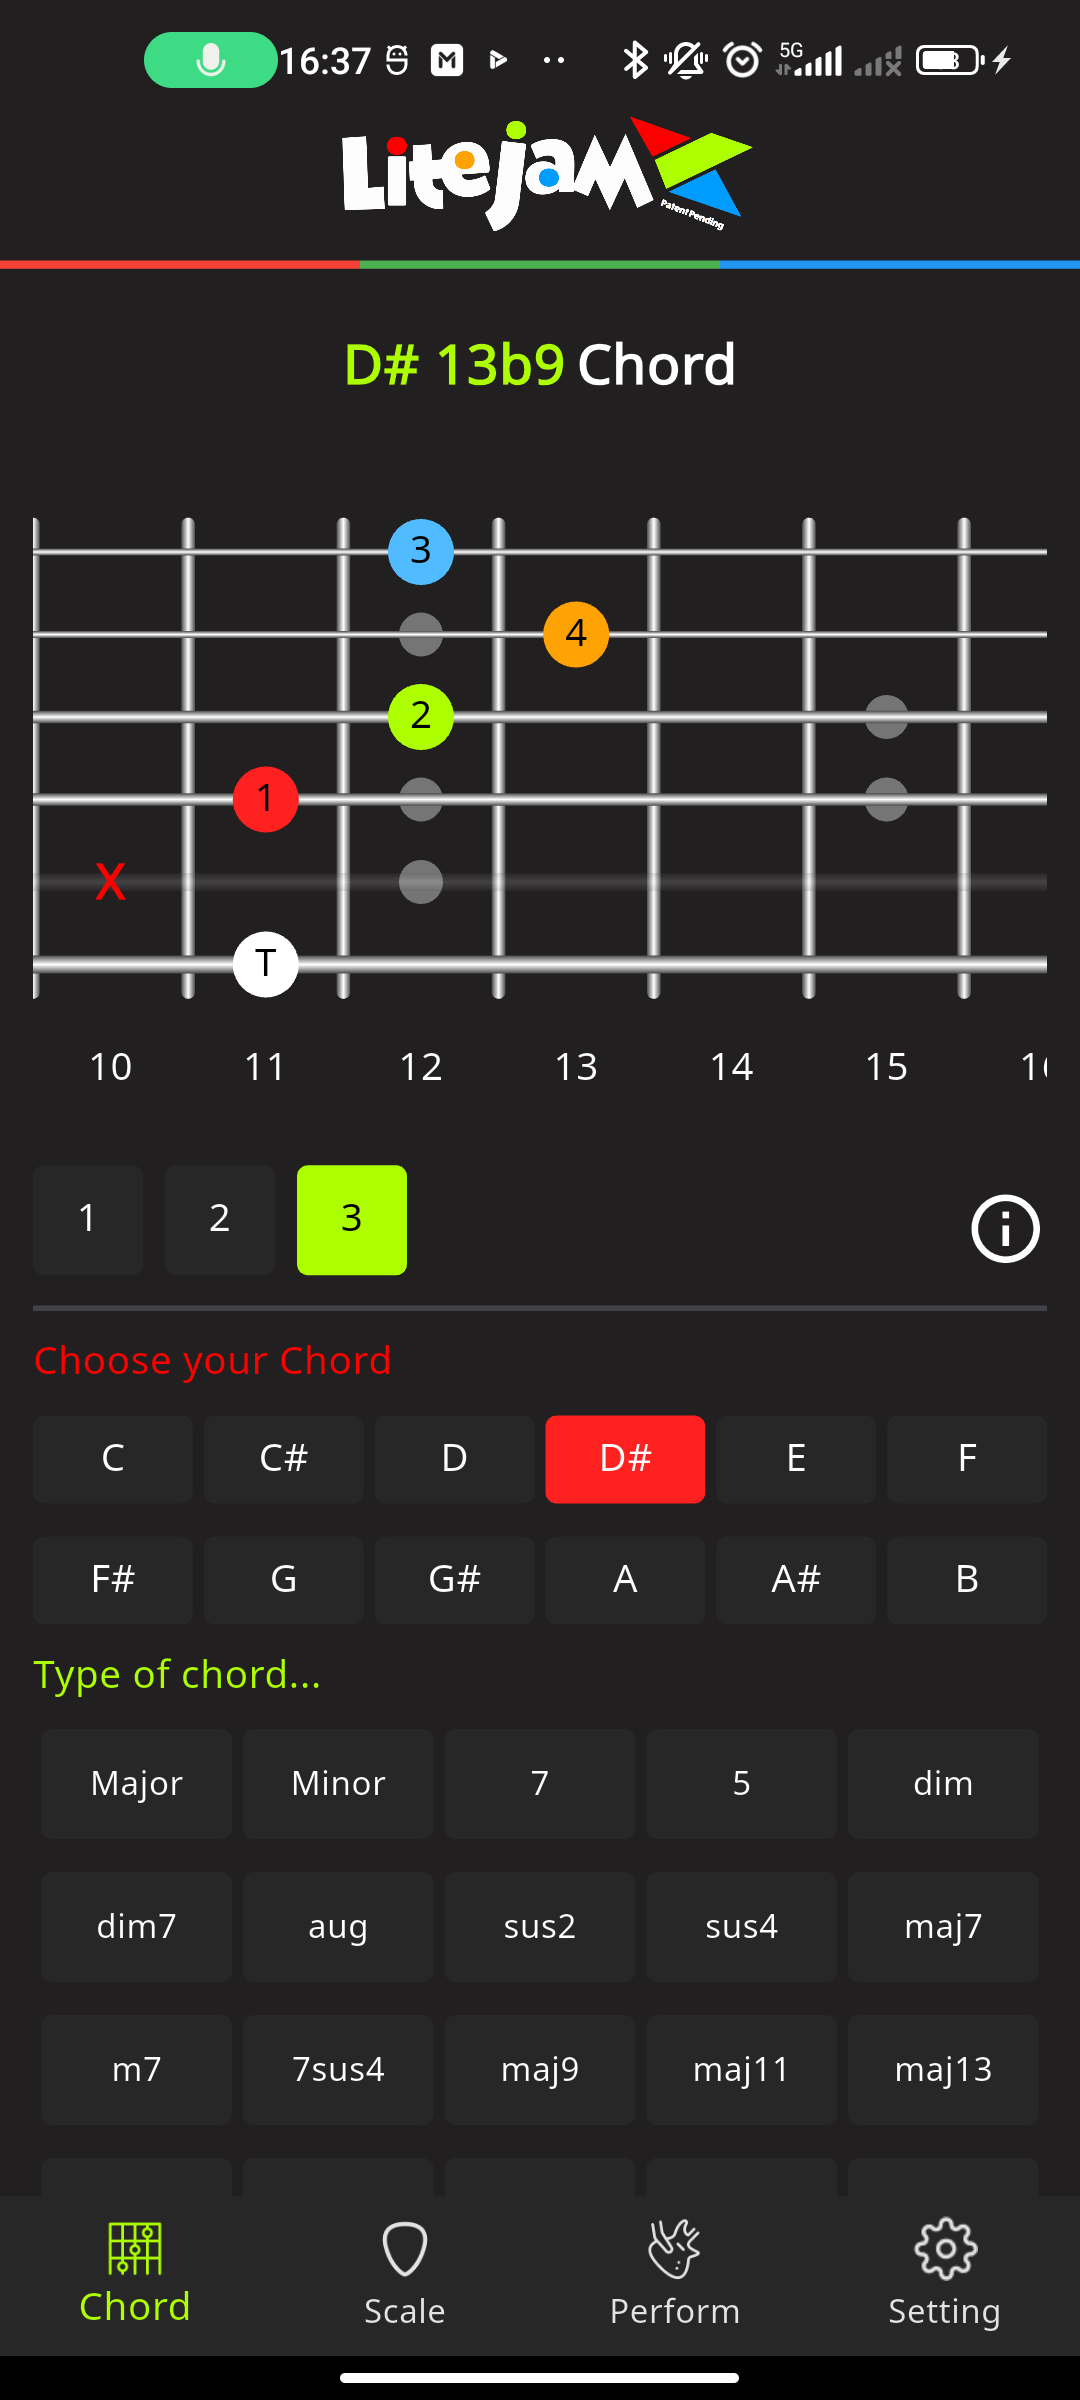 16:37 5G
LiteJam
Patent Pending
D# 13b9 Chord
3
4
2
1
X
T
10 11 12 13 14 15
1 2 3
Choose your Chord
C C# D D# E F
F# G G# A A# B
Type of chord...
Major Minor 7 5 dim
dim7 aug sus2 sus4 maj7
m7 7sus4 maj9 maj11 maj13
Chord Scale Perform Setting